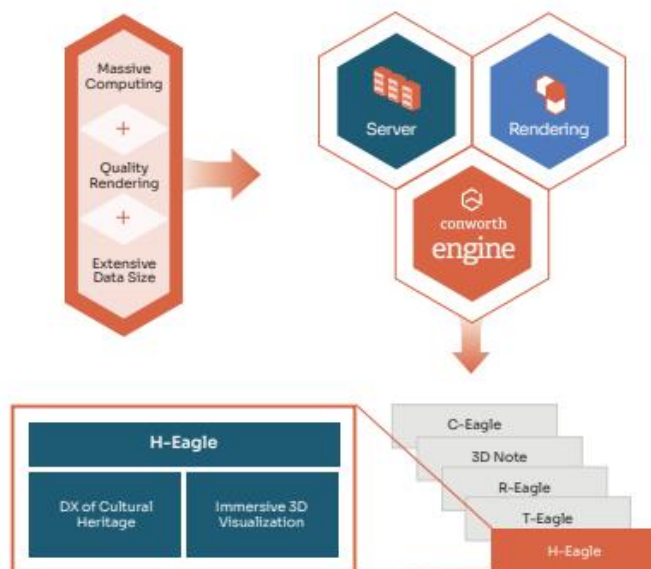 Massive
Computing
+
Quality
Rendering
+
Extensive
Data Size
Server
Rendering
conworth
engine
H-Eagle
DX of Cultural
Heritage
Immersive 3D
Visualization
C-Eagle
3D Note
R-Eagle
T-Eagle
H-Eagle